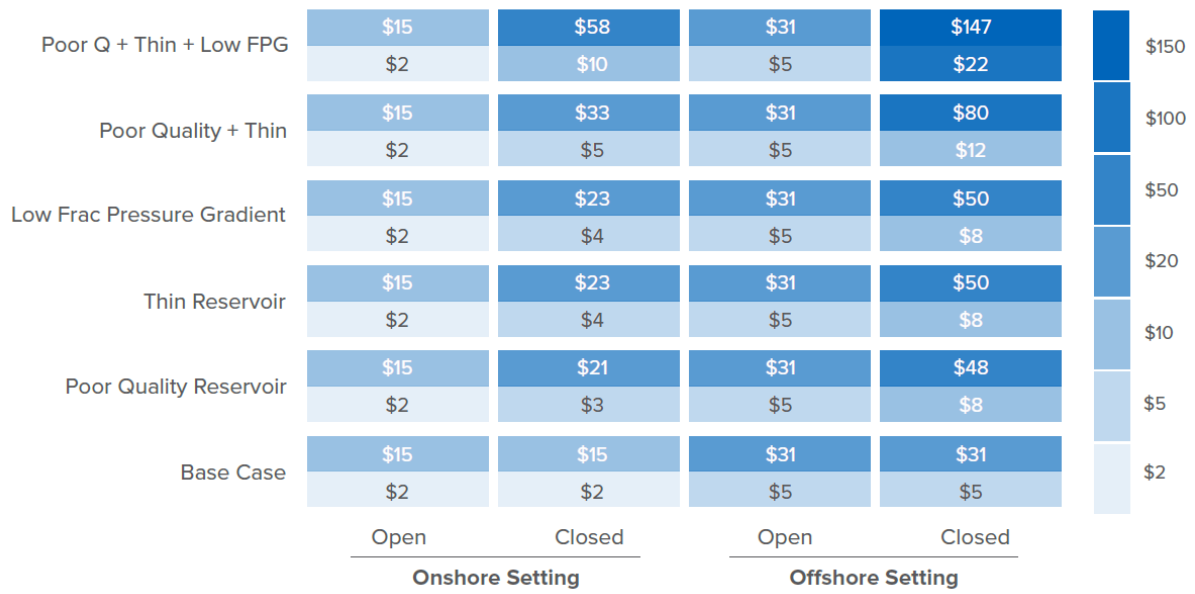 $15 $58 $31 $147 $150
Poor Q + Thin + Low FPG
$2 $10 $5 $22
$15 $33 $31 $80 $100
Poor Quality + Thin
$2 $5 $5 $12
$15 $23 $31 $50 $50
Low Frac Pressure Gradient
$2 $4 $5 $8
$20
$15 $23 $31 $50
Thin Reservoir
$2 $4 $5 $8
$10
$15 $21 $31 $48
Poor Quality Reservoir
$2 $3 $5 $8
$5
$15 $15 $31 $31
Base Case
$2
$2 $2 $5 $5
Open Closed Open Closed
Onshore Setting Offshore Setting